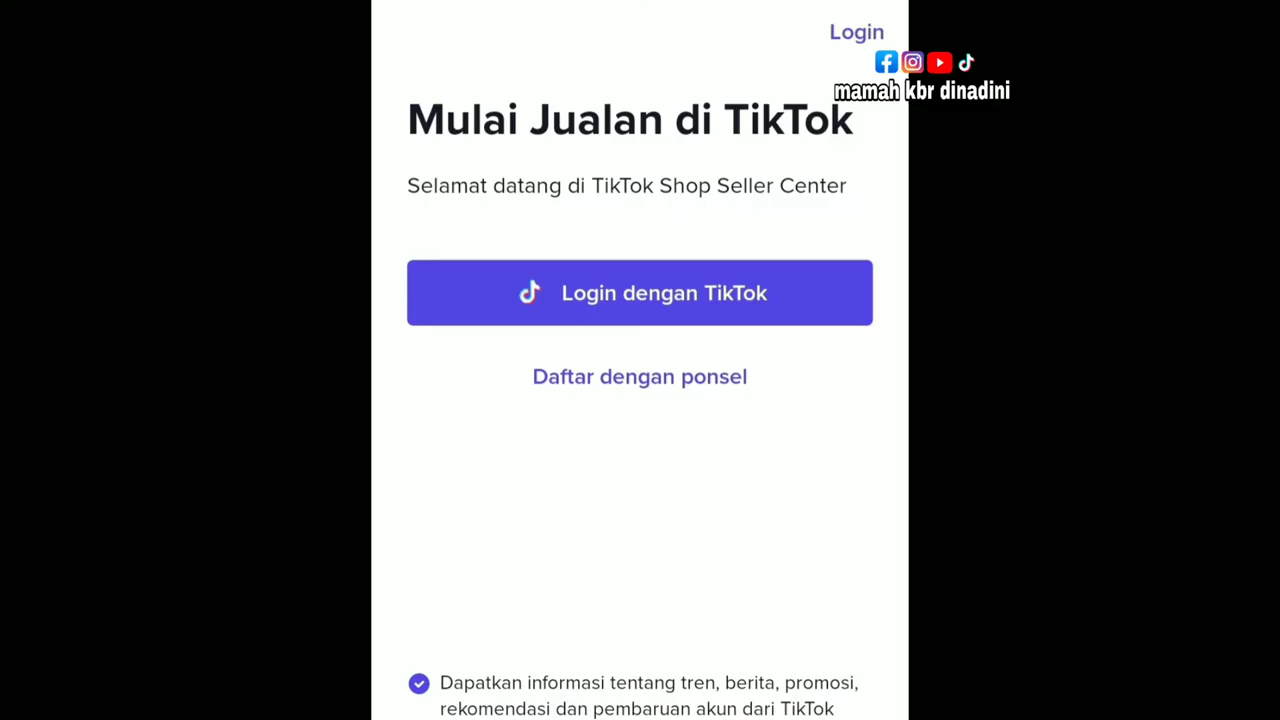 Login
mamah kbr dinadini
Mulai Jualan di TikTok
Selamat datang di TikTok Shop Seller Center
Login dengan TikTok
Daftar dengan ponsel
Dapatkan informasi tentang tren, berita, promosi,
rekomendasi dan pembaruan akun dari TikTok